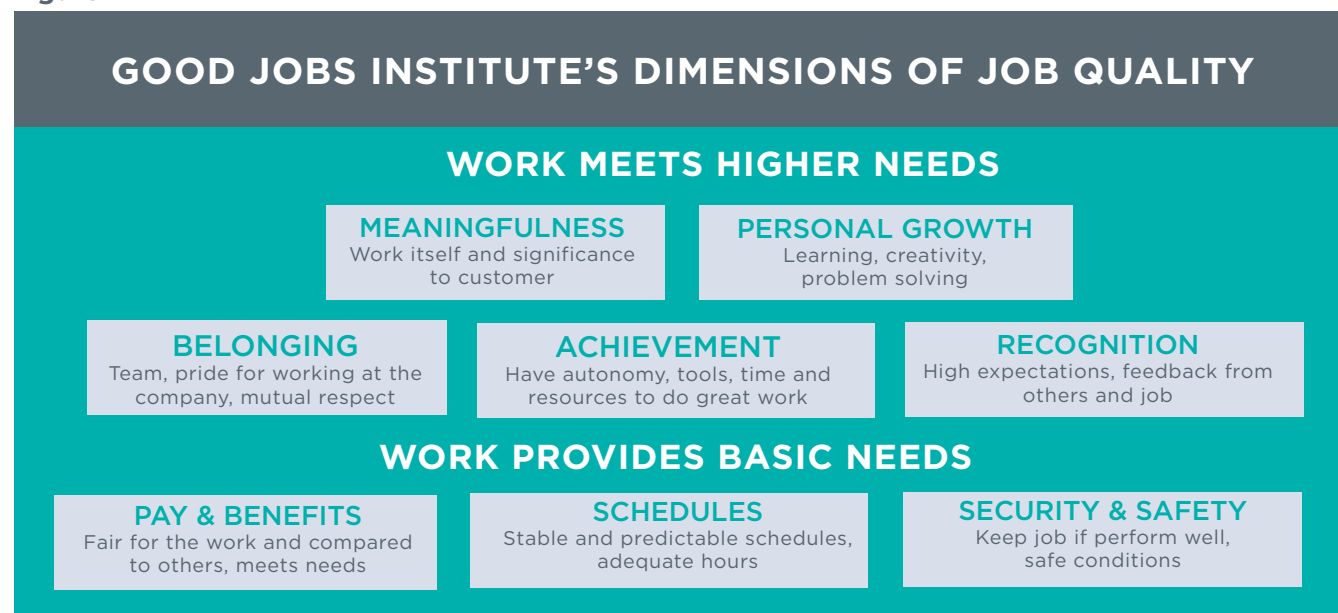 GOOD JOBS INSTITUTE’S DIMENSIONS OF JOB QUALITY
WORK MEETS HIGHER NEEDS
MEANINGFULNESS
Work itself and significance
to customer
PERSONAL GROWTH
Learning, creativity,
problem solving
BELONGING
Team, pride for working at the
company, mutual respect
ACHIEVEMENT
Have autonomy, tools, time and
resources to do great work
RECOGNITION
High expectations, feedback from
others and job
WORK PROVIDES BASIC NEEDS
PAY & BENEFITS
Fair for the work and compared
to others, meets needs
SCHEDULES
Stable and predictable schedules,
adequate hours
SECURITY & SAFETY
Keep job if perform well,
safe conditions